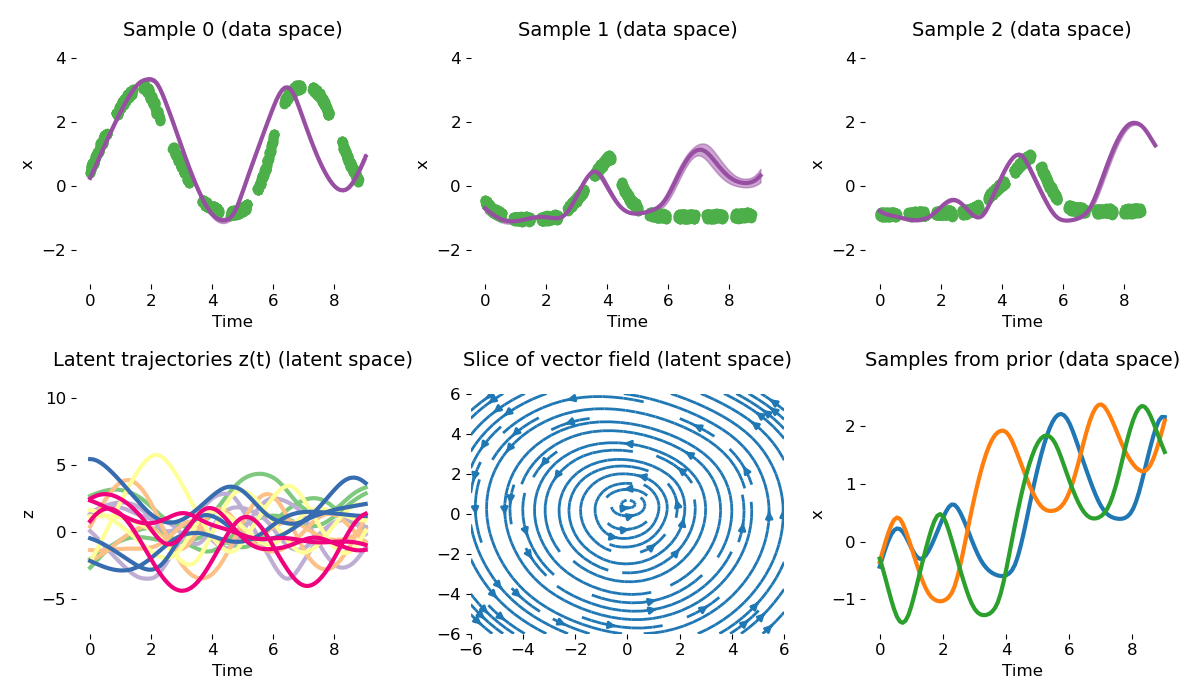 Sample 0 (data space)
Sample 1 (data space)
Sample 2 (data space)
4
2
0
−2
x
0 2 4 6 8
Time
4
2
0
−2
x
0 2 4 6 8
Time
4
2
0
−2
x
0 2 4 6 8
Time
Latent trajectories z(t) (latent space)
Slice of vector field (latent space)
Samples from prior (data space)
10
5
0
−5
z
0 2 4 6 8
Time
6
4
2
0
−2
−4
−6
−6 −4 −2 0 2 4 6
2
1
0
−1
x
0 2 4 6 8
Time